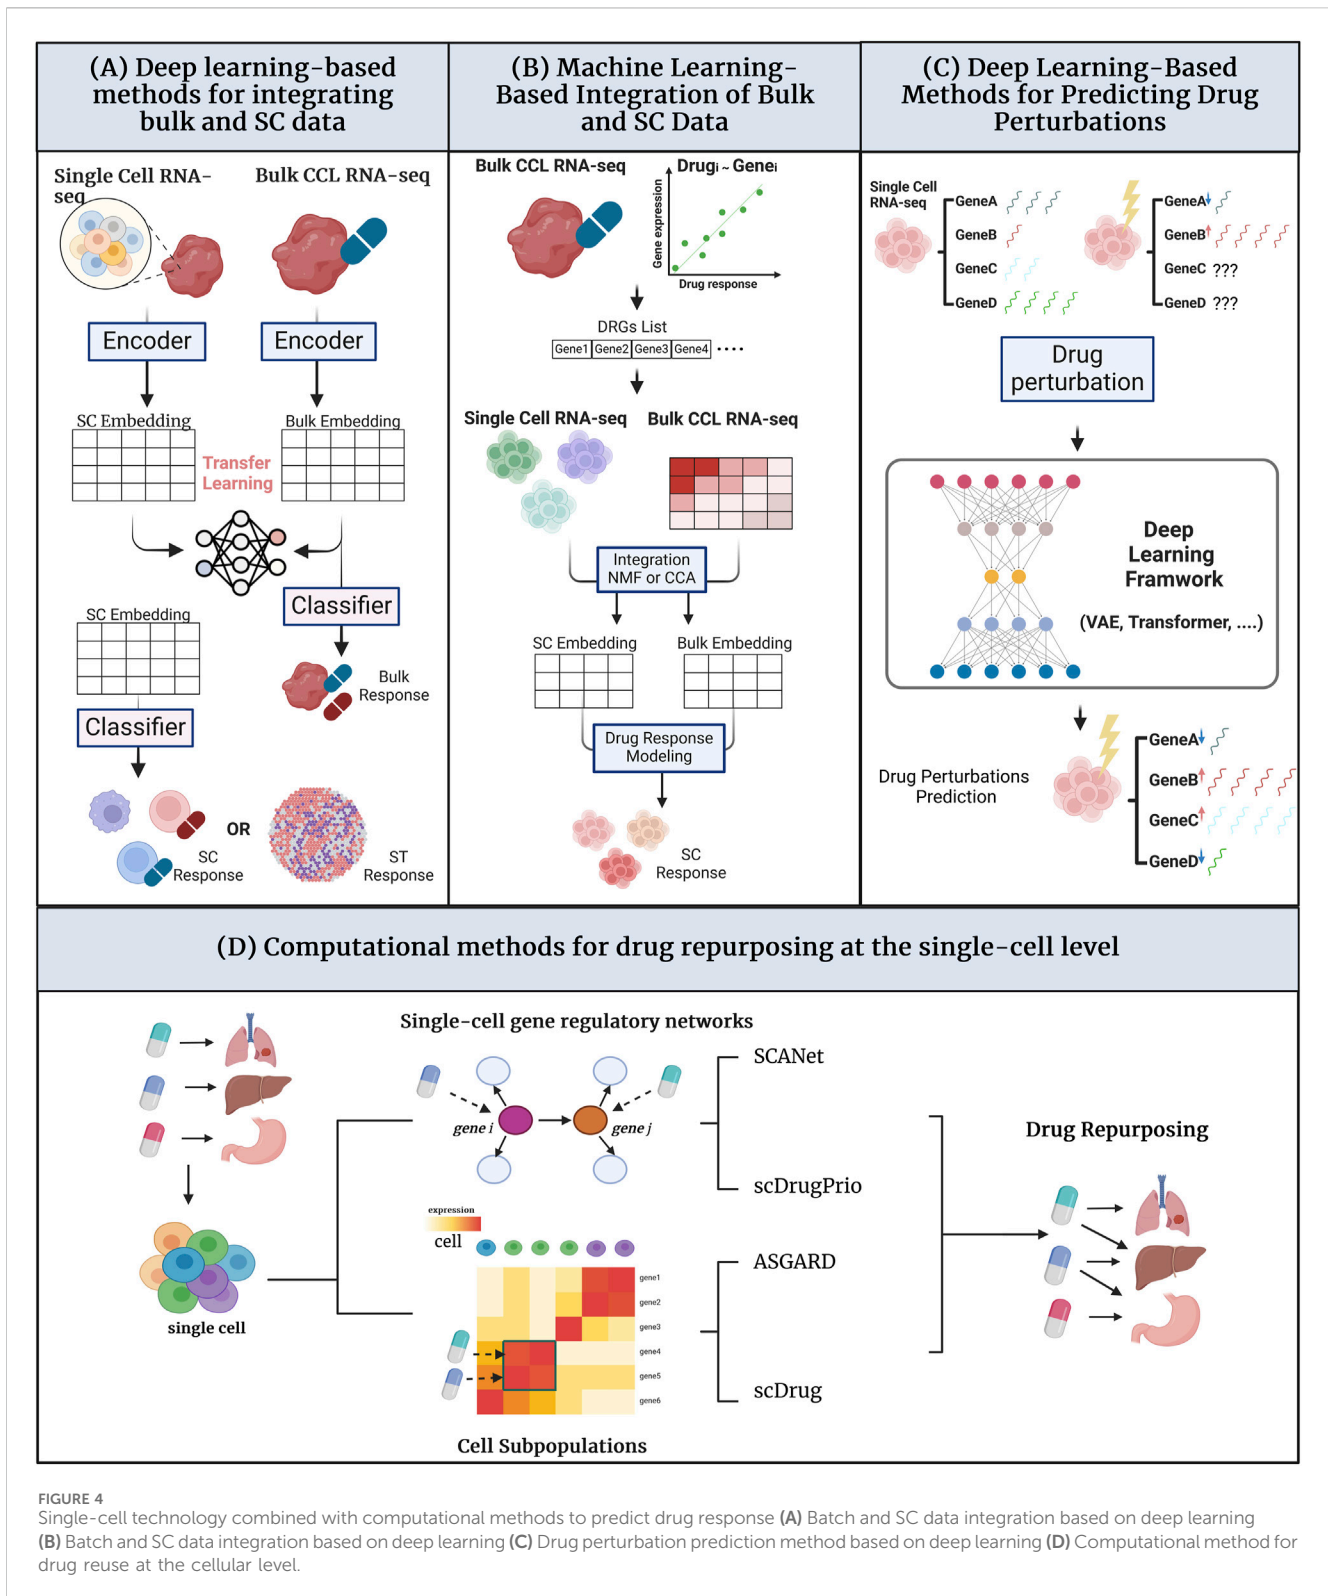 (A) Deep learning-based
methods for integrating
bulk and SC data
(B) Machine Learning-
Based Integration of Bulk
and SC Data
(C) Deep Learning-Based
Methods for Predicting Drug
Perturbations
Single Cell RNA-
seq
Bulk CCL RNA-seq
Encoder
Encoder
SC Embedding
Bulk Embedding
Transfer
Learning
SC Embedding
Classifier
Classifier
Bulk
Response
OR
SC
Response
ST
Response
Bulk CCL RNA-seq
Drugi ~ Genei
Gene expression
Drug response
DRGs List
Gene1 Gene2 Gene3 Gene4 ....
Single Cell RNA-seq
Bulk CCL RNA-seq
Integration
NMF or CCA
SC Embedding
Bulk Embedding
Drug Response
Modeling
SC
Response
Single Cell
RNA-seq
GeneA
GeneB
GeneC
GeneD
GeneA
GeneB
GeneC ???
GeneD ???
Drug
perturbation
Deep
Learning
Framwork
(VAE, Transformer, ....)
Drug Perturbations
Prediction
GeneA
GeneB
GeneC
GeneD
(D) Computational methods for drug repurposing at the single-cell level
single cell
Single-cell gene regulatory networks
gene i
gene j
expression
cell
gene1
gene2
gene3
gene4
gene5
gene6
Cell Subpopulations
SCANet
scDrugPrio
ASGARD
scDrug
Drug Repurposing
FIGURE 4
Single-cell technology combined with computational methods to predict drug response (A) Batch and SC data integration based on deep learning
(B) Batch and SC data integration based on deep learning (C) Drug perturbation prediction method based on deep learning (D) Computational method for
drug reuse at the cellular level.